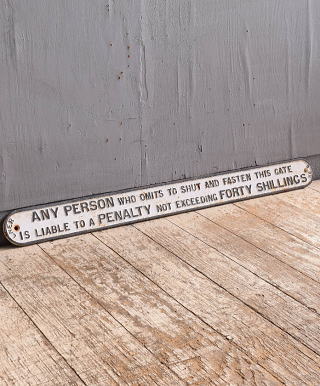 ANY PERSON WHO OMITS TO SHUT AND FASTEN THIS GATE
IS LIABLE TO A PENALTY NOT EXCEEDING FORTY SHILLINGS.